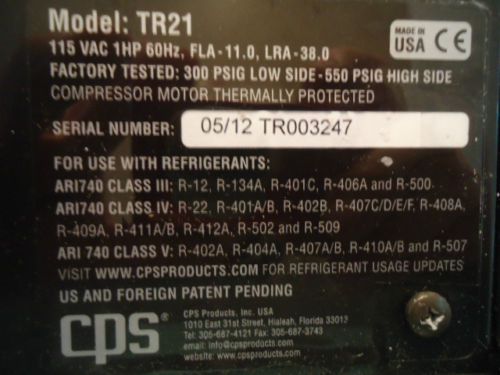 Model: TR21
115 VAC 1HP 60Hz, FLA-11.0, LRA-38.0
MADE IN
USA CE
FACTORY TESTED: 300 PSIG LOW SIDE-550 PSIG HIGH SIDE
COMPRESSOR MOTOR THERMALLY PROTECTED
SERIAL NUMBER: 05/12 TR003247
FOR USE WITH REFRIGERANTS:
ARI740 CLASS III: R-12, R-134A, R-401C, R-406A and R-500
ARI740 CLASS IV: R-22, R-401A/B, R-402B, R-407C/D/E/F, R-408A,
R-409A, R-411A/B, R-412A, R-502 and R-509
ARI 740 CLASS V: R-402A, R-404A, R-407A/B, R-410A/B and R-507
VISIT WWW.CPSPRODUCTS.COM FOR REFRIGERANT USAGE UPDATES
US AND FOREIGN PATENT PENDING
cps®
CPS Products, Inc. USA
1010 East 31st Street, Hialeah, Florida 33013
Tel: 305-687-4121 Fax: 305-687-3743
email: info@cpsproducts.com
website: www.cpsproducts.com